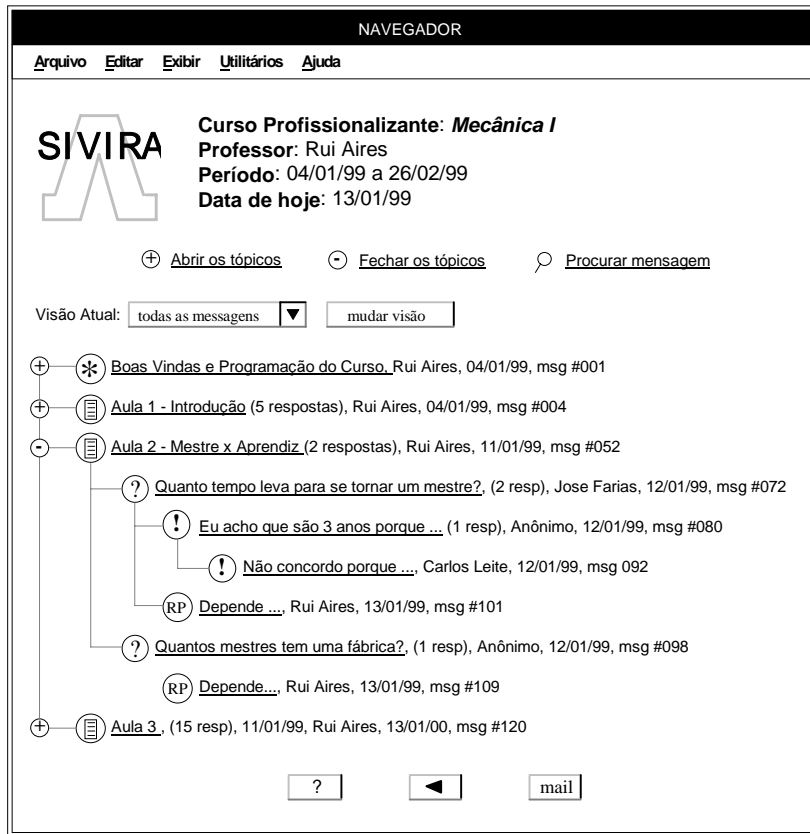 NAVEGADOR
Arquivo Editar Exibir Utilitários Ajuda
SIVIRA
Curso Profissionalizante: Mecânica I
Professor: Rui Aires
Período: 04/01/99 a 26/02/99
Data de hoje: 13/01/99
+ Abrir os tópicos - Fechar os tópicos Procurar mensagem
Visão Atual: todas as messagens mudar visão
+ * Boas Vindas e Programação do Curso, Rui Aires, 04/01/99, msg #001
+ Aula 1 - Introdução (5 respostas), Rui Aires, 04/01/99, msg #004
- Aula 2 - Mestre x Aprendiz (2 respostas), Rui Aires, 11/01/99, msg #052
? Quanto tempo leva para se tornar um mestre?, (2 resp), Jose Farias, 12/01/99, msg #072
! Eu acho que são 3 anos porque ... (1 resp), Anônimo, 12/01/99, msg #080
! Não concordo porque ..., Carlos Leite, 12/01/99, msg 092
RP Depende ..., Rui Aires, 13/01/99, msg #101
? Quantos mestres tem uma fábrica?, (1 resp), Anônimo, 12/01/99, msg #098
RP Depende..., Rui Aires, 13/01/99, msg #109
+ Aula 3 , (15 resp), 11/01/99, Rui Aires, 13/01/00, msg #120
? mail